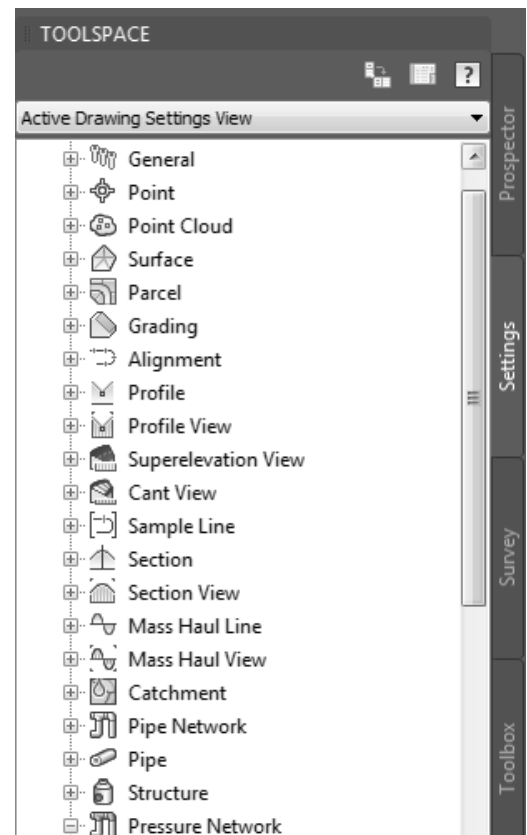 TOOLSPACE
?
Active Drawing Settings View
General
Point
Point Cloud
Surface
Parcel
Grading
Alignment
Profile
Profile View
Superelevation View
Cant View
Sample Line
Section
Section View
Mass Haul Line
Mass Haul View
Catchment
Pipe Network
Pipe
Structure
Pressure Network
Prospector
Settings
Survey
Toolbox